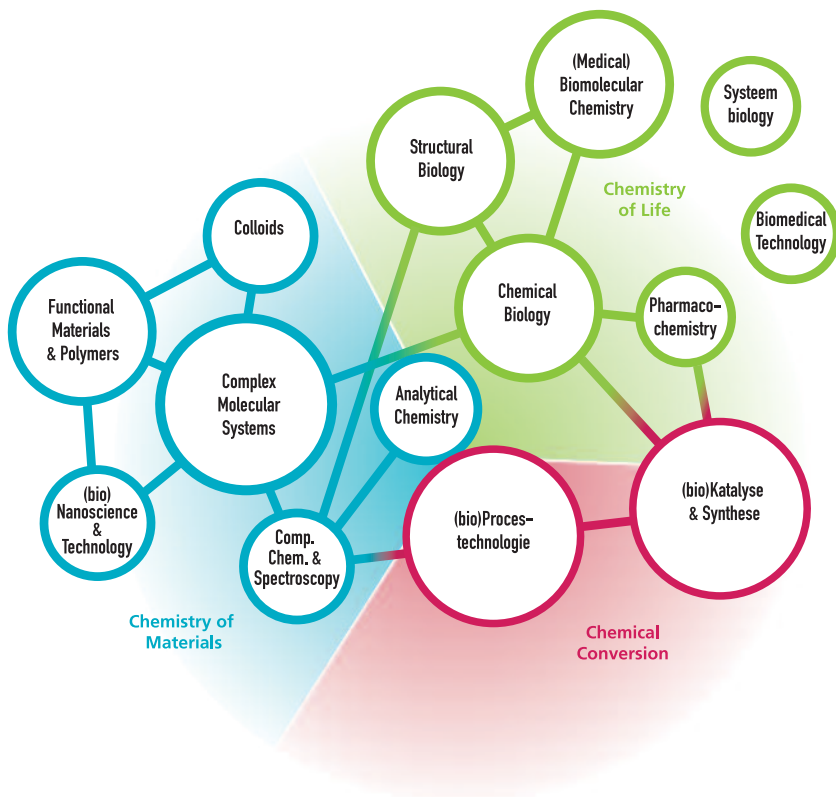 (Medical)
Biomolecular
Chemistry
Systeem
biology
Structural
Biology
Chemistry
of Life
Biomedical
Technology
Colloids
Functional
Materials
& Polymers
Chemical
Biology
Pharmaco–
chemistry
Complex
Molecular
Systems
Analytical
Chemistry
(bio)
Nanoscience
&
Technology
(bio)Proces–
technologie
(bio)Katalyse
& Synthese
Comp.
Chem. &
Spectroscopy
Chemistry of
Materials
Chemical
Conversion